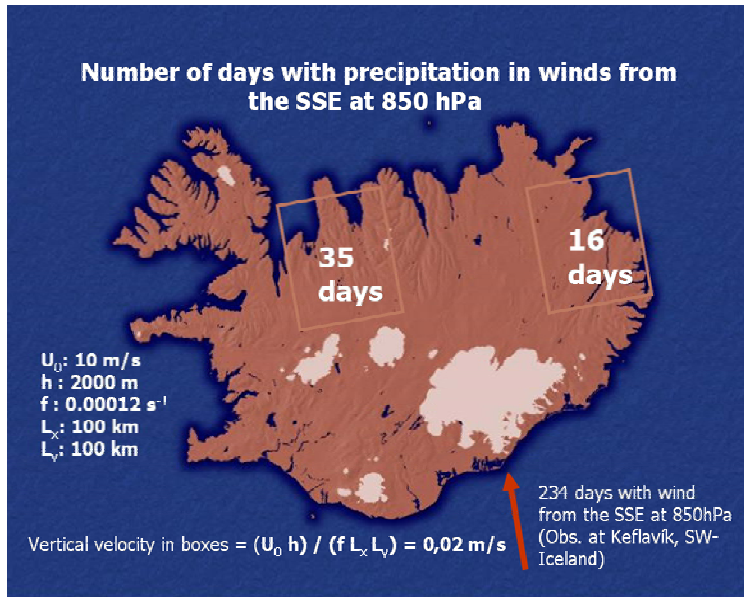 Number of days with precipitation in winds from
the SSE at 850 hPa
35
days
16
days
U₀: 10 m/s
h : 2000 m
f : 0.00012 s⁻¹
Lₓ: 100 km
Lᵧ: 100 km
234 days with wind
from the SSE at 850hPa
(Obs. at Keflavík, SW-
Iceland)
Vertical velocity in boxes = (U₀ h) / (f Lₓ Lᵧ) = 0,02 m/s